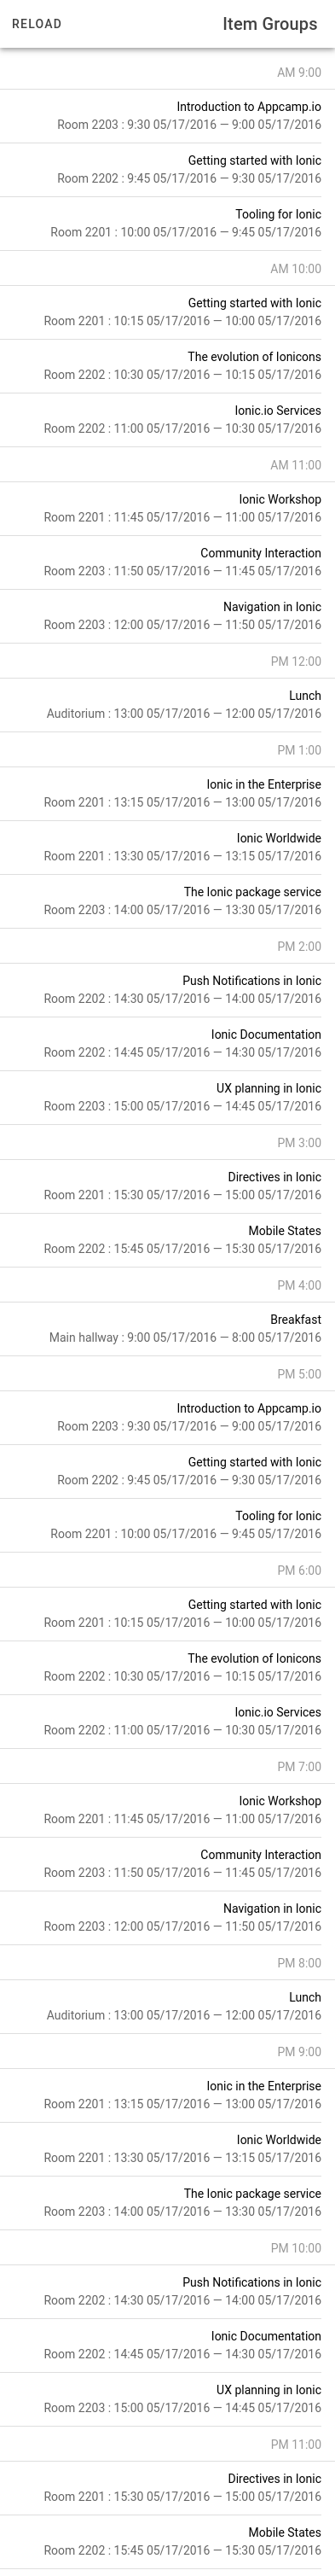 RELOAD
Item Groups
AM 9:00
Introduction to Appcamp.io
Room 2203 : 9:30 05/17/2016 — 9:00 05/17/2016
Getting started with Ionic
Room 2202 : 9:45 05/17/2016 — 9:30 05/17/2016
Tooling for Ionic
Room 2201 : 10:00 05/17/2016 — 9:45 05/17/2016
AM 10:00
Getting started with Ionic
Room 2201 : 10:15 05/17/2016 — 10:00 05/17/2016
The evolution of Ionicons
Room 2202 : 10:30 05/17/2016 — 10:15 05/17/2016
Ionic.io Services
Room 2202 : 11:00 05/17/2016 — 10:30 05/17/2016
AM 11:00
Ionic Workshop
Room 2201 : 11:45 05/17/2016 — 11:00 05/17/2016
Community Interaction
Room 2203 : 11:50 05/17/2016 — 11:45 05/17/2016
Navigation in Ionic
Room 2203 : 12:00 05/17/2016 — 11:50 05/17/2016
PM 12:00
Lunch
Auditorium : 13:00 05/17/2016 — 12:00 05/17/2016
PM 1:00
Ionic in the Enterprise
Room 2201 : 13:15 05/17/2016 — 13:00 05/17/2016
Ionic Worldwide
Room 2201 : 13:30 05/17/2016 — 13:15 05/17/2016
The Ionic package service
Room 2203 : 14:00 05/17/2016 — 13:30 05/17/2016
PM 2:00
Push Notifications in Ionic
Room 2202 : 14:30 05/17/2016 — 14:00 05/17/2016
Ionic Documentation
Room 2202 : 14:45 05/17/2016 — 14:30 05/17/2016
UX planning in Ionic
Room 2203 : 15:00 05/17/2016 — 14:45 05/17/2016
PM 3:00
Directives in Ionic
Room 2201 : 15:30 05/17/2016 — 15:00 05/17/2016
Mobile States
Room 2202 : 15:45 05/17/2016 — 15:30 05/17/2016
PM 4:00
Breakfast
Main hallway : 9:00 05/17/2016 — 8:00 05/17/2016
PM 5:00
Introduction to Appcamp.io
Room 2203 : 9:30 05/17/2016 — 9:00 05/17/2016
Getting started with Ionic
Room 2202 : 9:45 05/17/2016 — 9:30 05/17/2016
Tooling for Ionic
Room 2201 : 10:00 05/17/2016 — 9:45 05/17/2016
PM 6:00
Getting started with Ionic
Room 2201 : 10:15 05/17/2016 — 10:00 05/17/2016
The evolution of Ionicons
Room 2202 : 10:30 05/17/2016 — 10:15 05/17/2016
Ionic.io Services
Room 2202 : 11:00 05/17/2016 — 10:30 05/17/2016
PM 7:00
Ionic Workshop
Room 2201 : 11:45 05/17/2016 — 11:00 05/17/2016
Community Interaction
Room 2203 : 11:50 05/17/2016 — 11:45 05/17/2016
Navigation in Ionic
Room 2203 : 12:00 05/17/2016 — 11:50 05/17/2016
PM 8:00
Lunch
Auditorium : 13:00 05/17/2016 — 12:00 05/17/2016
PM 9:00
Ionic in the Enterprise
Room 2201 : 13:15 05/17/2016 — 13:00 05/17/2016
Ionic Worldwide
Room 2201 : 13:30 05/17/2016 — 13:15 05/17/2016
The Ionic package service
Room 2203 : 14:00 05/17/2016 — 13:30 05/17/2016
PM 10:00
Push Notifications in Ionic
Room 2202 : 14:30 05/17/2016 — 14:00 05/17/2016
Ionic Documentation
Room 2202 : 14:45 05/17/2016 — 14:30 05/17/2016
UX planning in Ionic
Room 2203 : 15:00 05/17/2016 — 14:45 05/17/2016
PM 11:00
Directives in Ionic
Room 2201 : 15:30 05/17/2016 — 15:00 05/17/2016
Mobile States
Room 2202 : 15:45 05/17/2016 — 15:30 05/17/2016